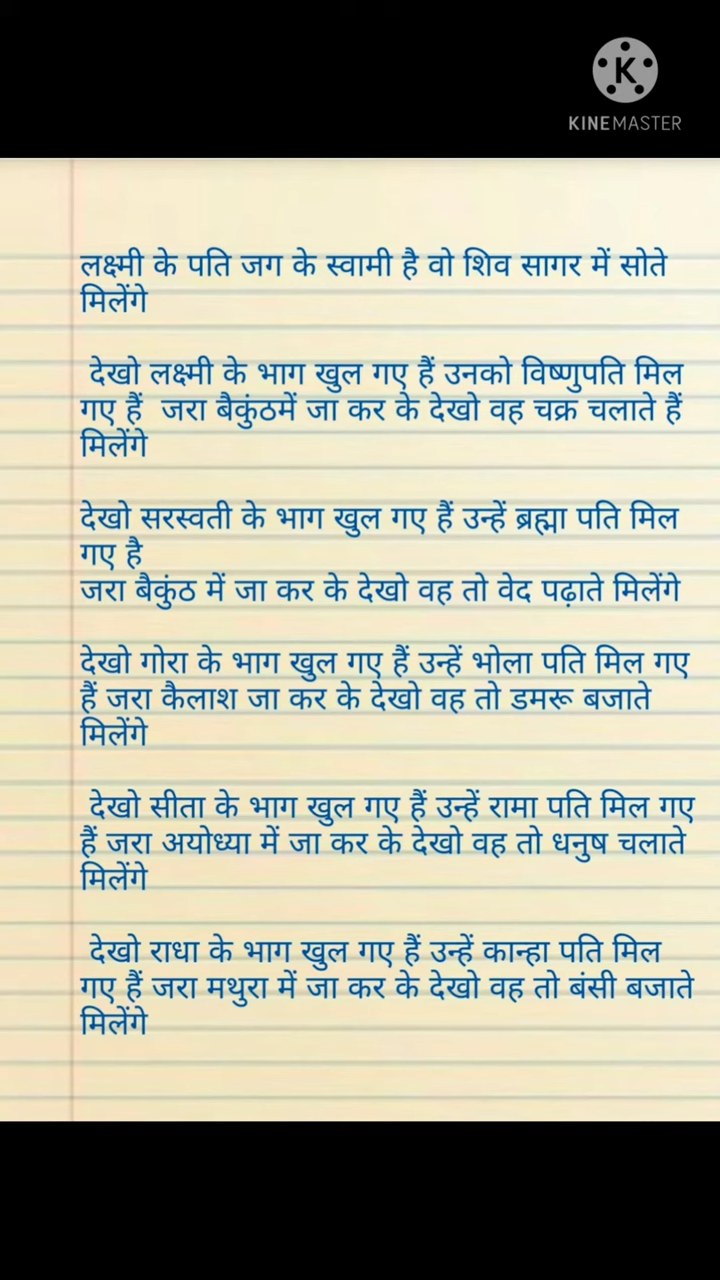 KINEMASTER
लक्ष्मी के पति जग के स्वामी है वो शिव सागर में सोते
मिलेंगे
देखो लक्ष्मी के भाग खुल गए हैं उनको विष्णुपति मिल
गए हैं जरा बैकुंठमें जा कर के देखो वह चक्र चलाते हैं
मिलेंगे
देखो सरस्वती के भाग खुल गए हैं उन्हें ब्रह्मा पति मिल
गए है
जरा बैकुंठ में जा कर के देखो वह तो वेद पढ़ाते मिलेंगे
देखो गोरा के भाग खुल गए हैं उन्हें भोला पति मिल गए
हैं जरा कैलाश जा कर के देखो वह तो डमरू बजाते
मिलेंगे
देखो सीता के भाग खुल गए हैं उन्हें रामा पति मिल गए
हैं जरा अयोध्या में जा कर के देखो वह तो धनुष चलाते
मिलेंगे
देखो राधा के भाग खुल गए हैं उन्हें कान्हा पति मिल
गए हैं जरा मथुरा में जा कर के देखो वह तो बंसी बजाते
मिलेंगे